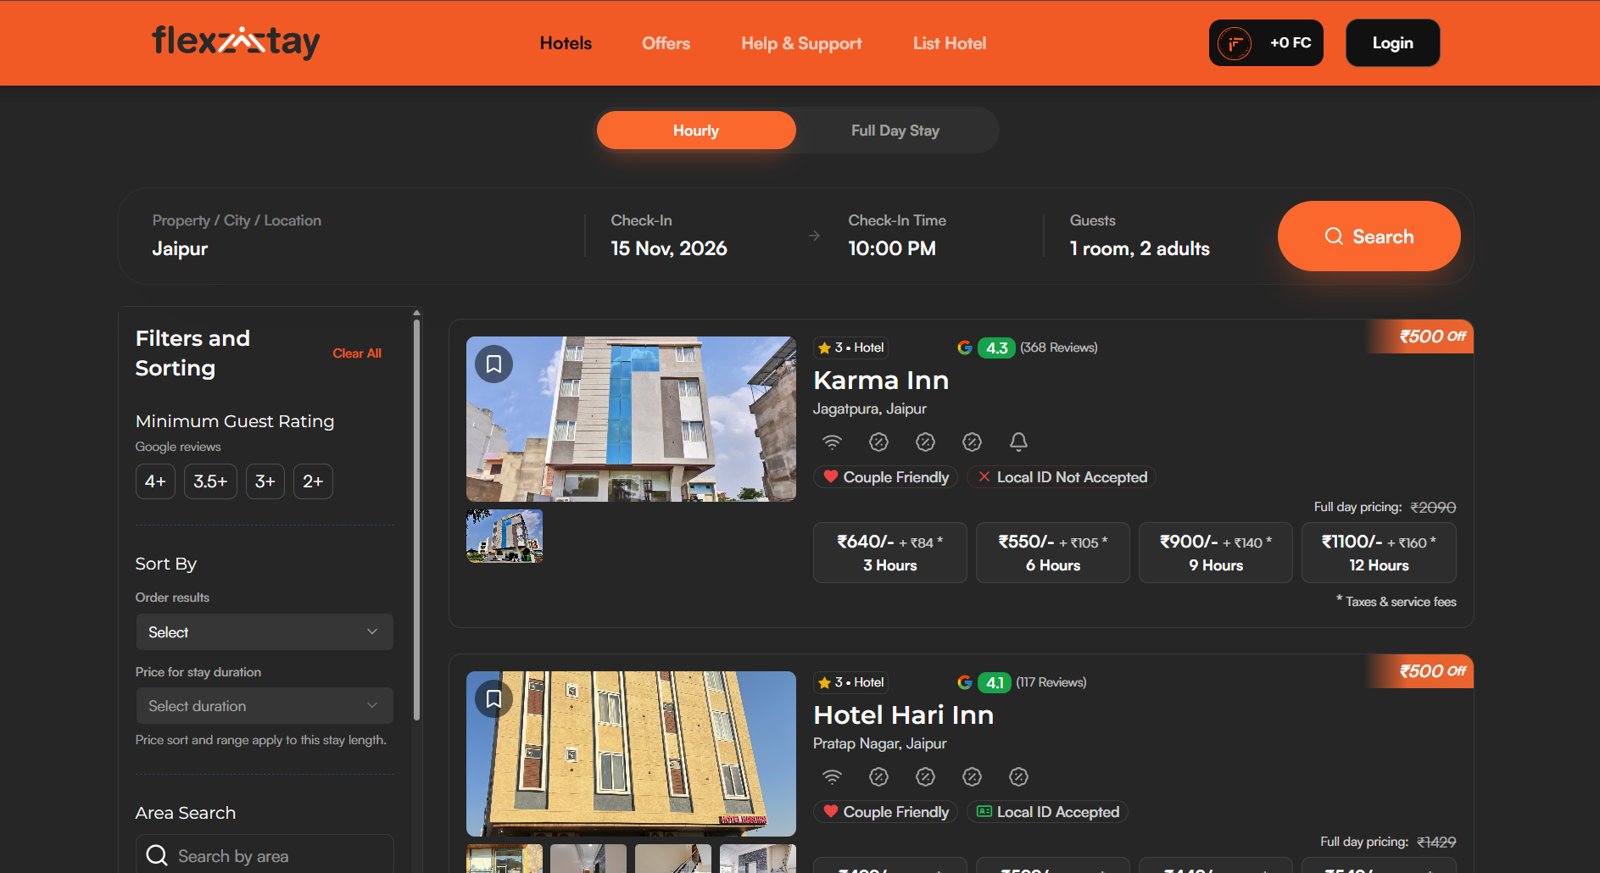 flexstay
Hotels
Offers
Help & Support
List Hotel
+0 FC
Login
Hourly
Full Day Stay
Property / City / Location
Jaipur
Check-In
15 Nov, 2026
Check-In Time
10:00 PM
Guests
1 room, 2 adults
Search
Filters and
Sorting
Clear All
Minimum Guest Rating
Google reviews
4+
3.5+
3+
2+
Sort By
Order results
Select
Price for stay duration
Select duration
Price sort and range apply to this stay length.
Area Search
Search by area
₹500 Off
3 • Hotel
4.3 (368 Reviews)
Karma Inn
Jagatpura, Jaipur
Couple Friendly
Local ID Not Accepted
Full day pricing: ₹2090
₹640/- + ₹84 *
3 Hours
₹550/- + ₹105 *
6 Hours
₹900/- + ₹140 *
9 Hours
₹1100/- + ₹160 *
12 Hours
* Taxes & service fees
₹500 Off
3 • Hotel
4.1 (117 Reviews)
Hotel Hari Inn
Pratap Nagar, Jaipur
Couple Friendly
Local ID Accepted
Full day pricing: ₹1429